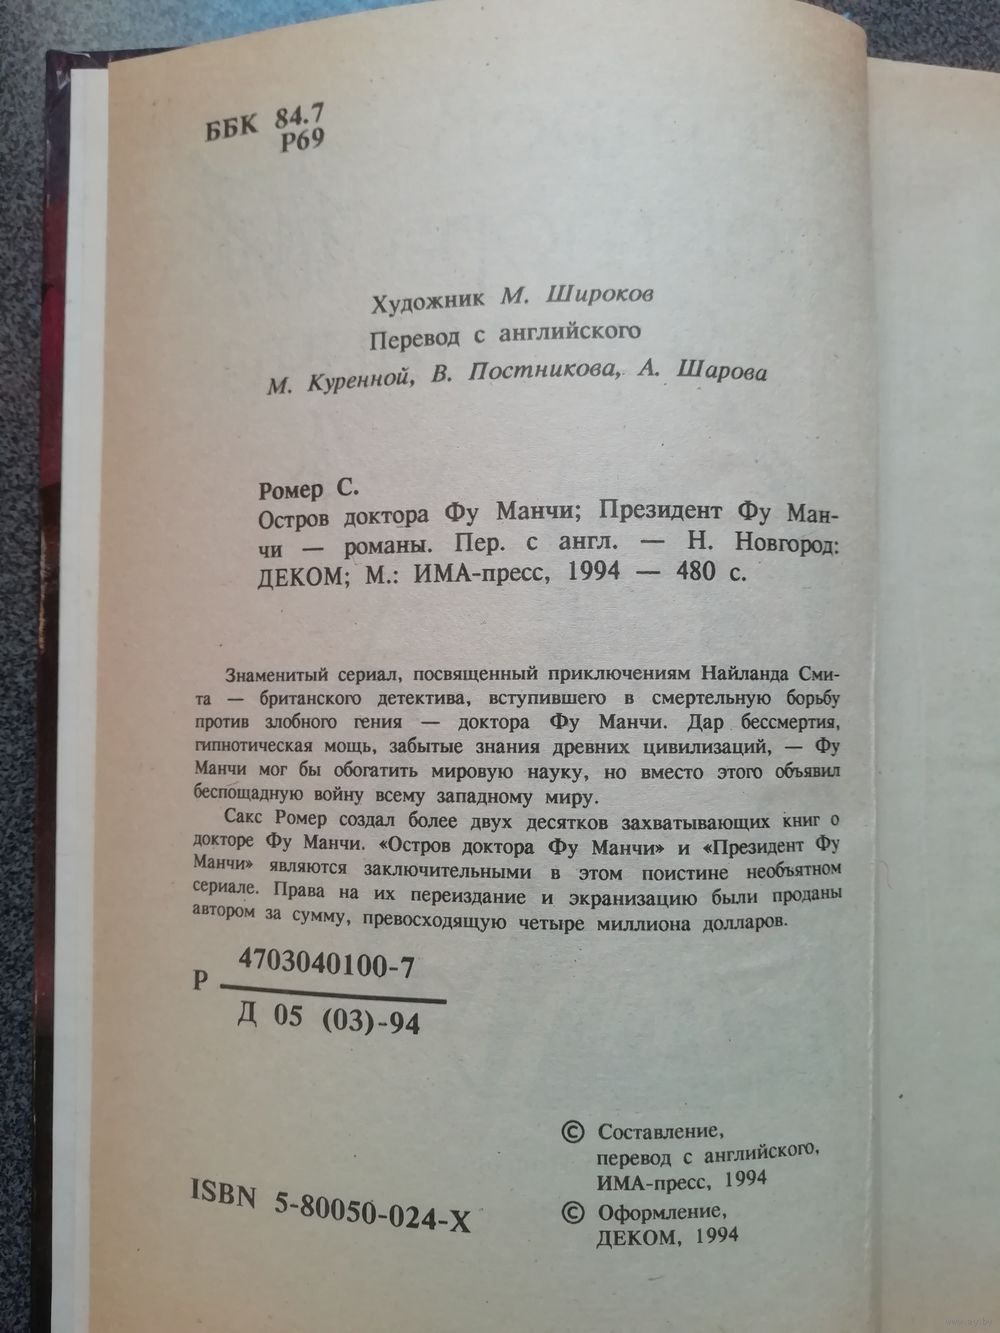 ББК 84.7
Р69
Художник М. Широков
Перевод с английского
М. Куренной, В. Постникова, А. Шарова
Ромер С.
Остров доктора Фу Манчи; Президент Фу Ман-
чи — романы. Пер. с англ. — Н. Новгород:
ДЕКОМ; М.: ИМА-пресс, 1994 — 480 с.
Знаменитый сериал, посвященный приключениям Найланда Сми-
та — британского детектива, вступившего в смертельную борьбу
против злобного гения — доктора Фу Манчи. Дар бессмертия,
гипнотическая мощь, забытые знания древних цивилизаций, — Фу
Манчи мог бы обогатить мировую науку, но вместо этого объявил
беспощадную войну всему западному миру.
Сакс Ромер создал более двух десятков захватывающих книг о
докторе Фу Манчи. «Остров доктора Фу Манчи» и «Президент Фу
Манчи» являются заключительными в этом поистине необъятном
сериале. Права на их переиздание и экранизацию были проданы
автором за сумму, превосходящую четыре миллиона долларов.
Р 4703040100-7
Д 05 (03)-94
© Составление,
перевод с английского,
ИМА-пресс, 1994
ISBN 5-80050-024-X
© Оформление,
ДЕКОМ, 1994